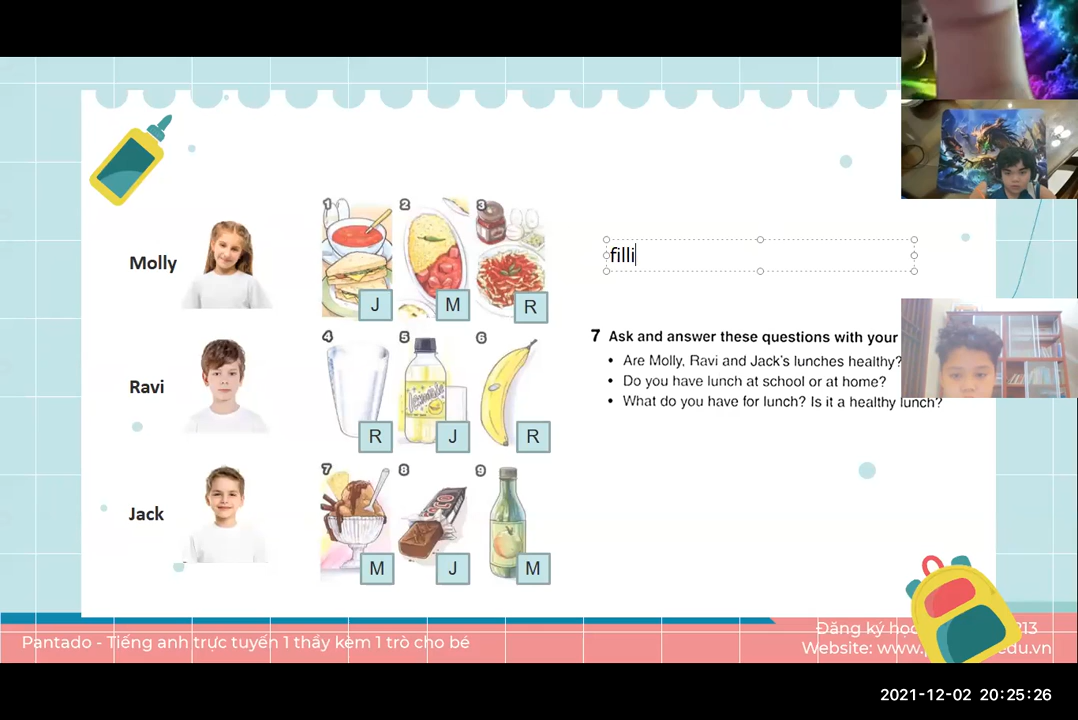 Molly
Ravi
Jack
1
2
3
J
M
R
4
5
6
R
J
R
7
8
9
M
J
M
filli
7 Ask and answer these questions with your
• Are Molly, Ravi and Jack's lunches healthy?
• Do you have lunch at school or at home?
• What do you have for lunch? Is it a healthy lunch?
Pantado - Tiếng anh trực tuyến 1 thầy kèm 1 trò cho bé
Đăng ký học
Website: www. edu.vn
2021-12-02 20:25:26